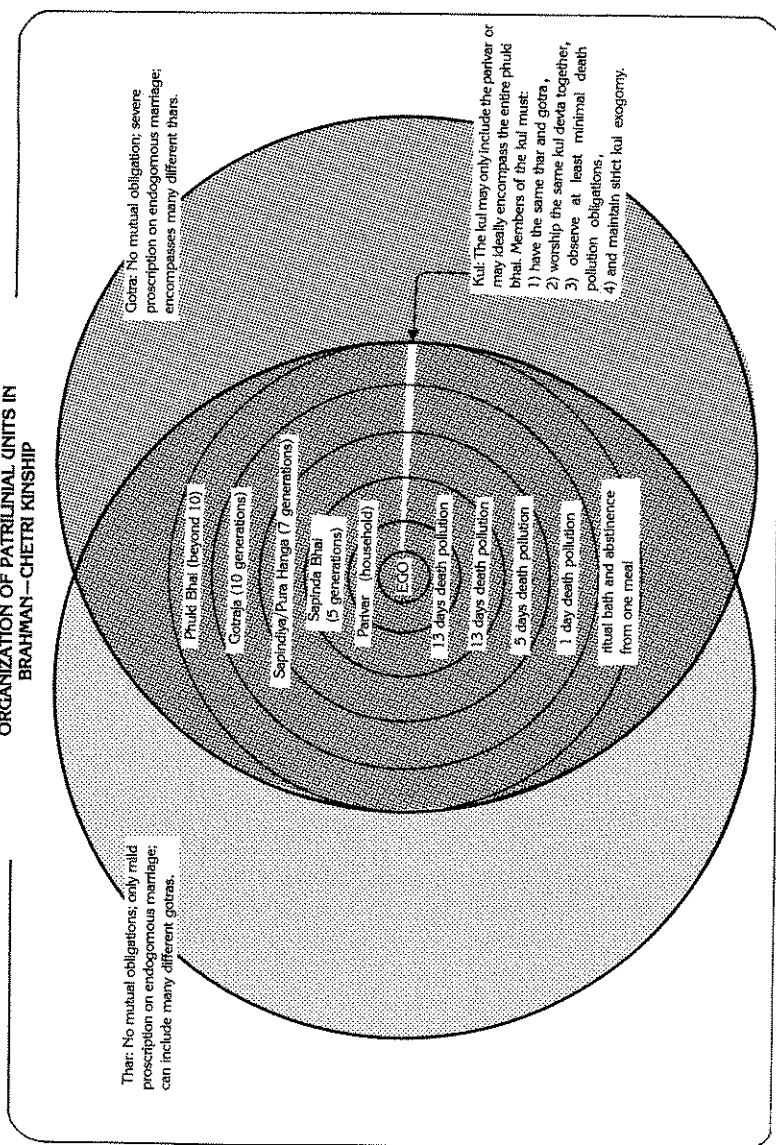 ORGANIZATION OF PATRILINIAL UNITS IN
BRAHMAN—CHETRI KINSHIP
Thar: No mutual obligations; only mild
proscription on endogomous marriage;
can include many different gotras.
Gotra: No mutual obligation; severe
proscription on endogomous marriage;
encompasses many different thars.
Phuki Bhai (beyond 10)
Gotraja (10 generations)
Sapindiya/Pura Hanga (7 generations)
Sapinda Bhai
(5 generations)
Parivar (household)
EGO
13 days death pollution
13 days death pollution
5 days death pollution
1 day death pollution
ritual bath and abstinence
from one meal
Kul: The kul may only include the parivar or
may ideally encompass the entire phuki
bhai. Members of the kul must:
1) have the same thar and gotra,
2) worship the same kul devta together,
3) observe at least minimal death
pollution obligations,
4) and maintain strict kul exogomy.